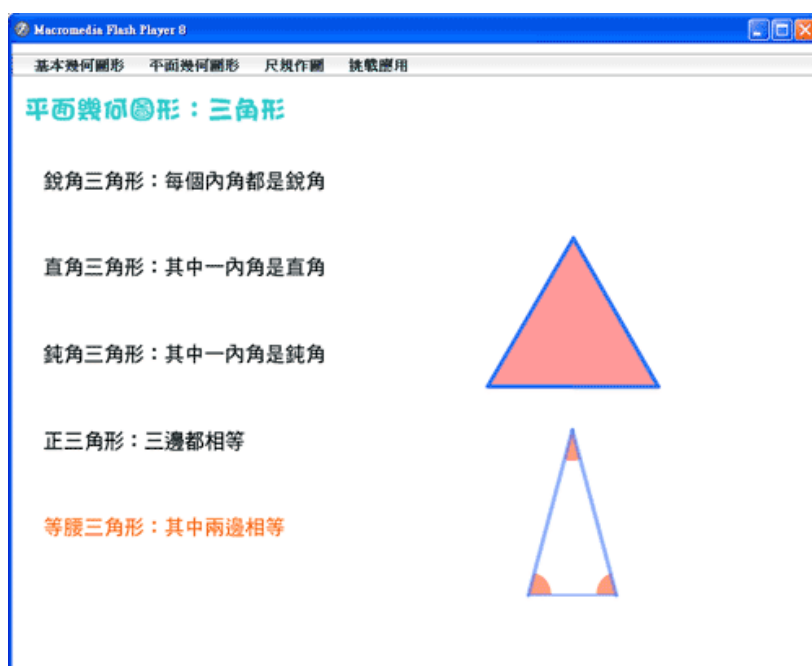 Macromedia Flash Player 8
基本幾何圖形 平面幾何圖形 尺規作圖 挑戰應用
平面幾何圖形：三角形
銳角三角形：每個內角都是銳角
直角三角形：其中一內角是直角
鈍角三角形：其中一內角是鈍角
正三角形：三邊都相等
等腰三角形：其中兩邊相等